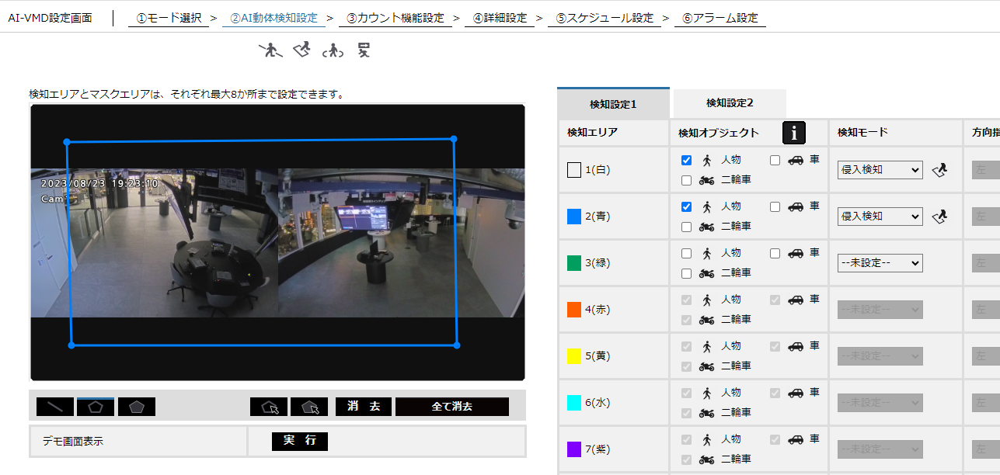 AI-VMD設定画面 ①モード選択 > ②AI動体検知設定 > ③カウント機能設定 > ④詳細設定 > ⑤スケジュール設定 > ⑥アラーム設定
検知エリアとマスクエリアは、それぞれ最大8か所まで設定できます。
2023/08/23 19:23:10
Cam1
消 去 全て消去
デモ画面表示 実 行
検知設定1 検知設定2
検知エリア 検知オブジェクト i 検知モード 方向指
1(白) 人物 車 侵入検知 左
二輪車
2(青) 人物 車 侵入検知 左
二輪車
3(緑) 人物 車 --未設定-- 左
二輪車
4(赤) 人物 車 --未設定-- 左
二輪車
5(黄) 人物 車 --未設定-- 左
二輪車
6(水) 人物 車 --未設定-- 左
二輪車
7(紫) 人物 車 --未設定-- 左
二輪車